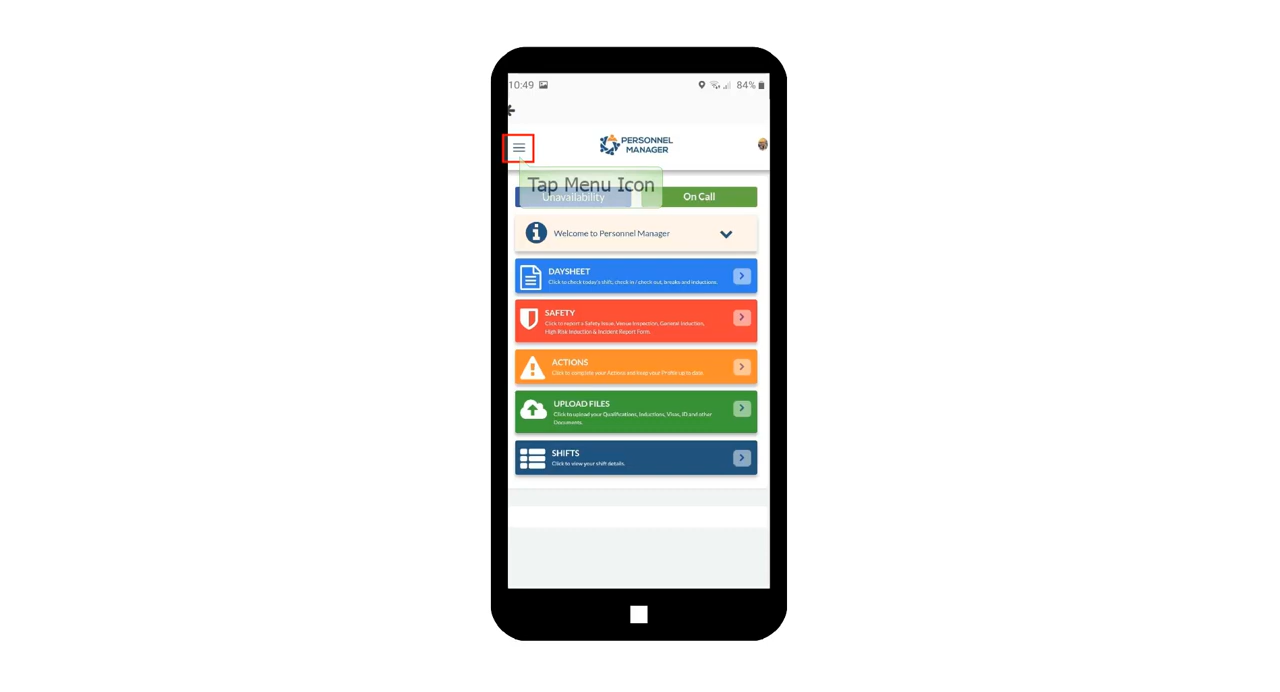 10:49
84%
PERSONNEL
MANAGER
Tap Menu Icon
Unavailability
On Call
Welcome to Personnel Manager
DAYSHEET
Click to check today's shift, check in / check out, breaks and inductions.
SAFETY
Click to report a Safety Issue, Venue Inspection, General Induction,
High Risk Induction & Incident Report Form.
ACTIONS
Click to complete your Actions and keep your Profile up to date.
UPLOAD FILES
Click to upload your Qualifications, Inductions, Visas, ID and other
Documents.
SHIFTS
Click to view your shift details.